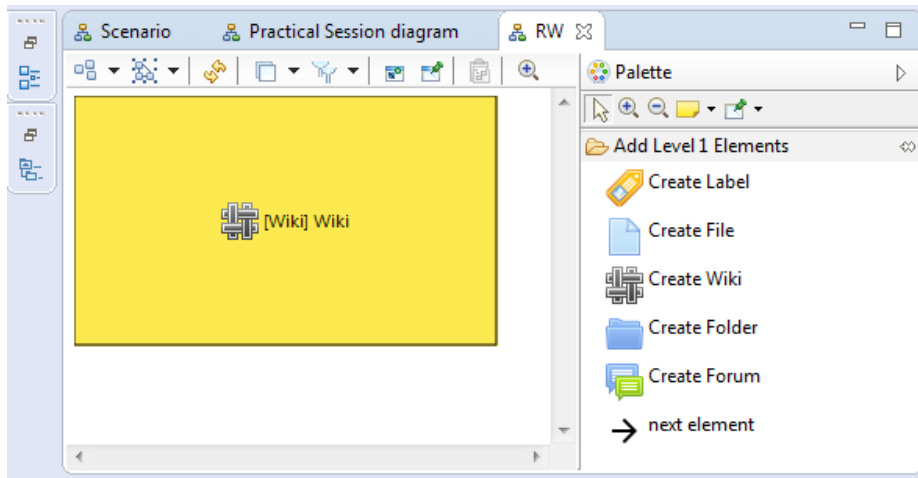 Scenario
Practical Session diagram
RW
Palette
[Wiki] Wiki
Add Level 1 Elements
Create Label
Create File
Create Wiki
Create Folder
Create Forum
next element